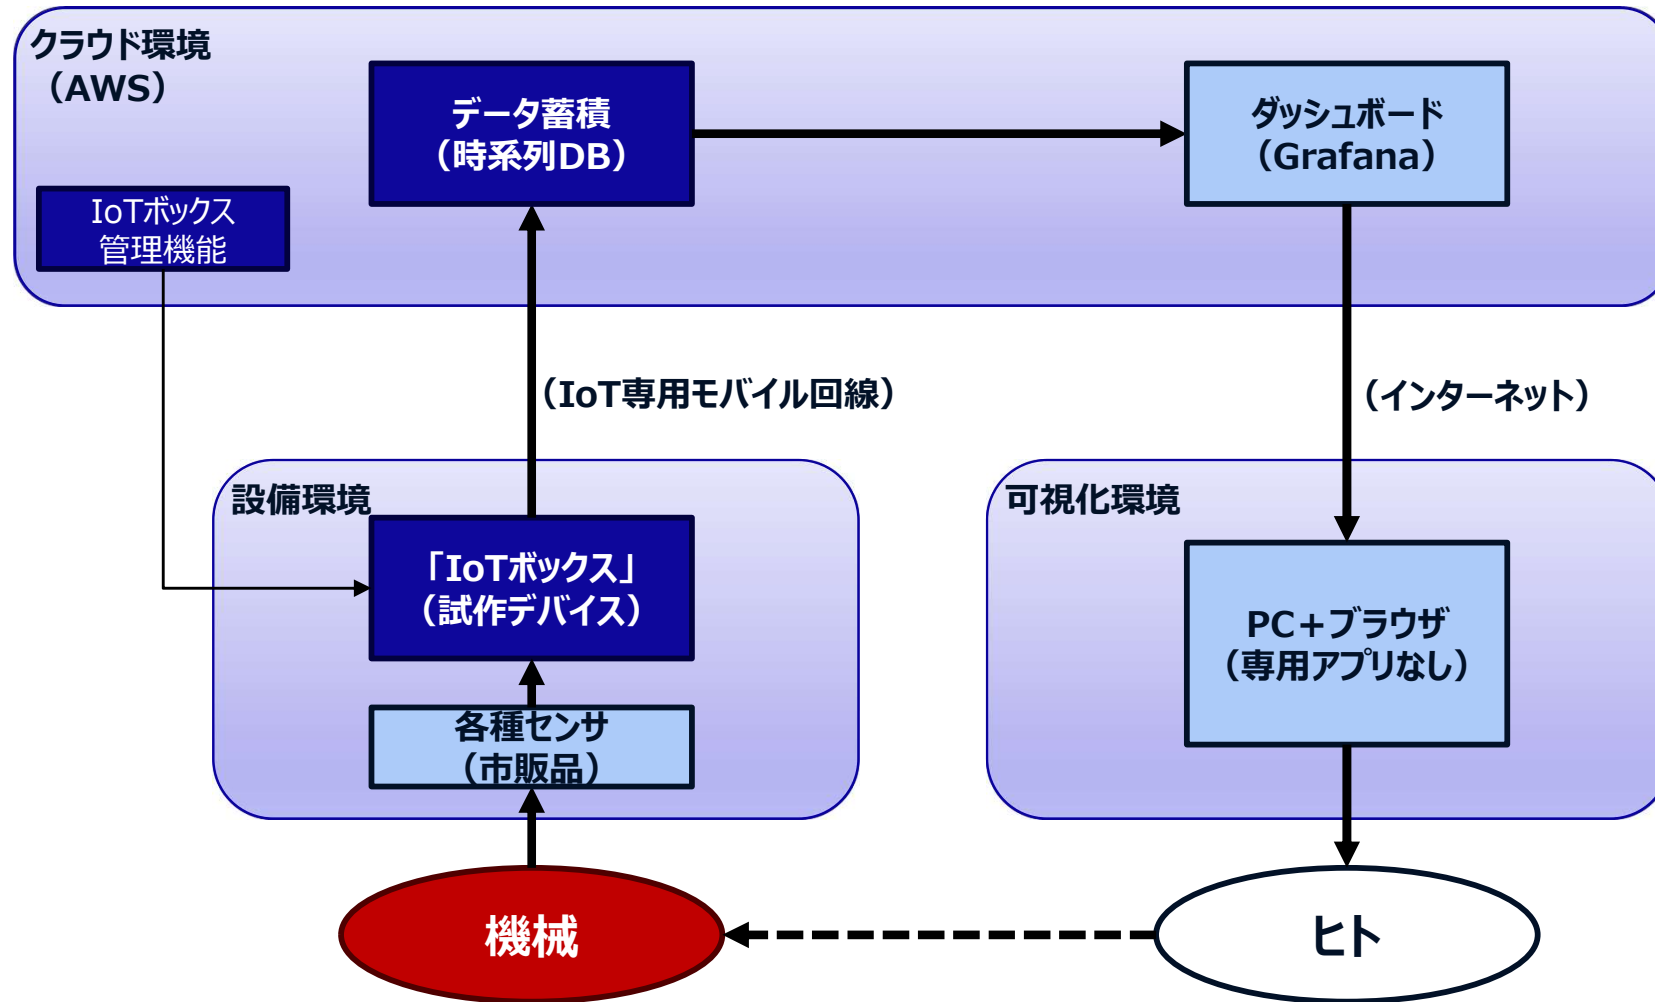 クラウド環境
（AWS）
データ蓄積
（時系列DB）
ダッシュボード
（Grafana）
IoTボックス
管理機能
（IoT専用モバイル回線）
（インターネット）
設備環境
「IoTボックス」
（試作デバイス）
各種センサ
（市販品）
可視化環境
PC＋ブラウザ
（専用アプリなし）
機械
ヒト